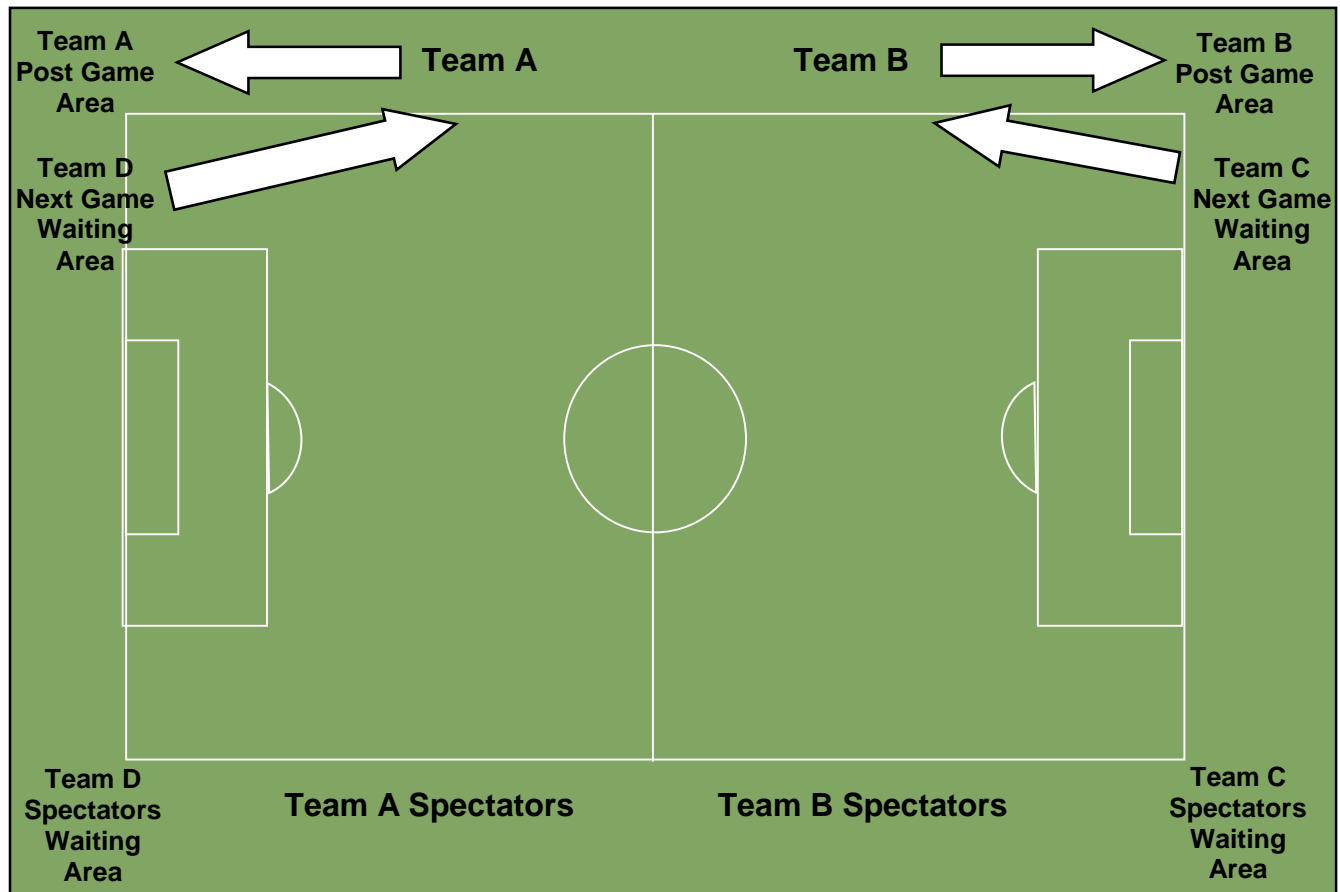 Team A
Post Game
Area
Team A
Team B
Team B
Post Game
Area
Team D
Next Game
Waiting
Area
Team C
Next Game
Waiting
Area
Team D
Spectators
Waiting
Area
Team A Spectators
Team B Spectators
Team C
Spectators
Waiting
Area